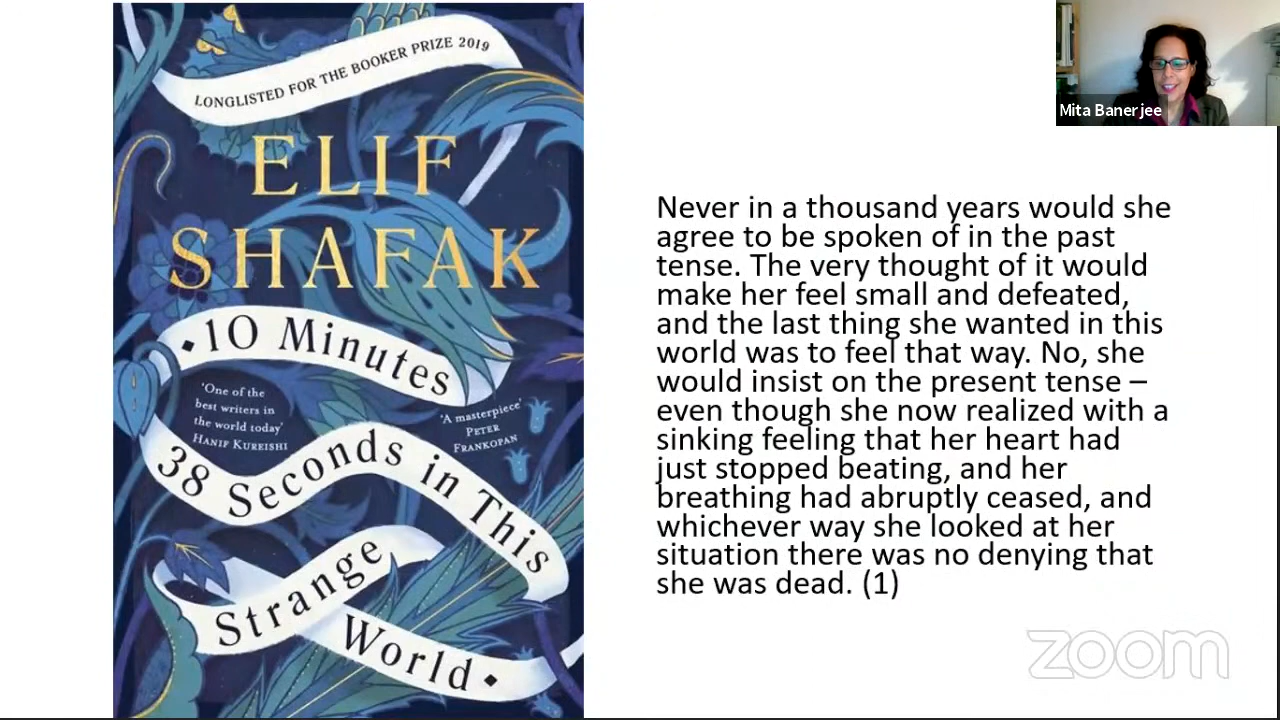 LONGLISTED FOR THE BOOKER PRIZE 2019
ELIF
SHAFAK
10 Minutes
'One of the
best writers in
the world today'
HANIF KUREISHI
'A masterpiece'
PETER
FRANKOPAN
38 Seconds in This
Strange
World
Never in a thousand years would she
agree to be spoken of in the past
tense. The very thought of it would
make her feel small and defeated,
and the last thing she wanted in this
world was to feel that way. No, she
would insist on the present tense –
even though she now realized with a
sinking feeling that her heart had
just stopped beating, and her
breathing had abruptly ceased, and
whichever way she looked at her
situation there was no denying that
she was dead. (1)
Mita Banerjee
zoom